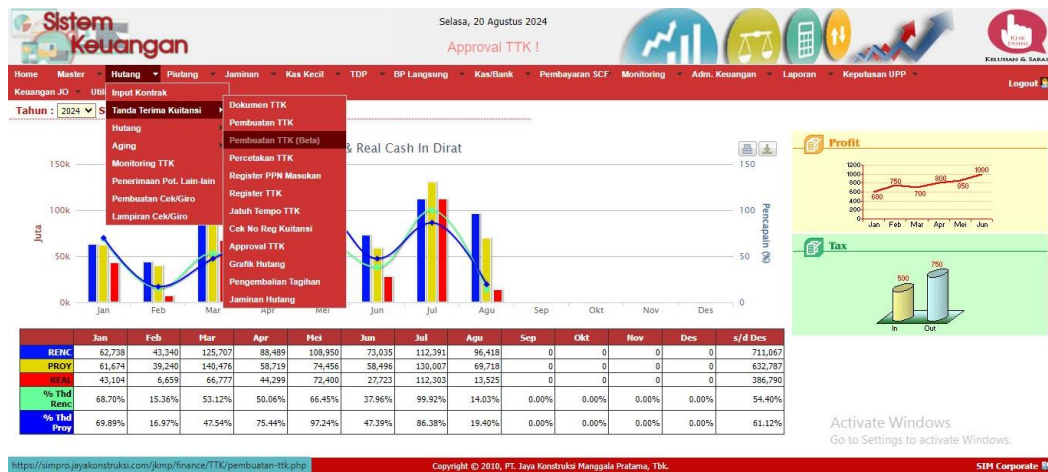 Sistem
Keuangan
Selasa, 20 Agustus 2024
Approval TTK !
KLIK
DISINI
KELUHAN & SARAN
Home Master Hutang Piutang Jaminan Kas Kecil TDP BP Langsung Kas/Bank Pembayaran SCF Monitoring Adm. Keuangan Laporan Keputusan UPP
Keuangan JO Utili
Logout
Tahun : 2024 S
Input Kontrak
Tanda Terima Kuitansi
Hutang
Aging
Monitoring TTK
Penerimaan Pot. Lain-lain
Pembuatan Cek/Giro
Lampiran Cek/Giro
Dokumen TTK
Pembuatan TTK
Pembuatan TTK (Beta)
Percetakan TTK
Register PPN Masukan
Register TTK
Jatuh Tempo TTK
Cek No Reg Kuitansi
Approval TTK
Grafik Hutang
Pengembalian Tagihan
Jaminan Hutang
& Real Cash In Dirat
150k
100k
50k
0k
Juta
150
100
50
0
Pencapain (%)
Jan Feb Mar Apr Mei Jun Jul Agu Sep Okt Nov Des
Profit
1200
1000
800
600
400
200
0
600 750 700 800 850 1000
Jan Feb Mar Apr Mei Jun
Tax
500 750
In Out
Jan Feb Mar Apr Mei Jun Jul Agu Sep Okt Nov Des s/d Des
RENC 62,738 43,340 125,707 88,489 108,950 73,035 112,391 96,418 0 0 0 0 711,067
PROY 61,674 39,240 140,476 58,719 74,456 58,496 130,007 69,718 0 0 0 0 632,787
REAL 43,104 6,659 66,777 44,299 72,400 27,723 112,303 13,525 0 0 0 0 386,790
% Thd Renc 68.70% 15.36% 53.12% 50.06% 66.45% 37.96% 99.92% 14.03% 0.00% 0.00% 0.00% 0.00% 54.40%
% Thd Proy 69.89% 16.97% 47.54% 75.44% 97.24% 47.39% 86.38% 19.40% 0.00% 0.00% 0.00% 0.00% 61.12%
Activate Windows
Go to Settings to activate Windows.
https://simpro.jayakonstruksi.com/jkmp/finance/TTK/pembuatan-ttk.php
Copyright © 2010, PT. Jaya Konstruksi Manggala Pratama, Tbk.
SIM Corporate